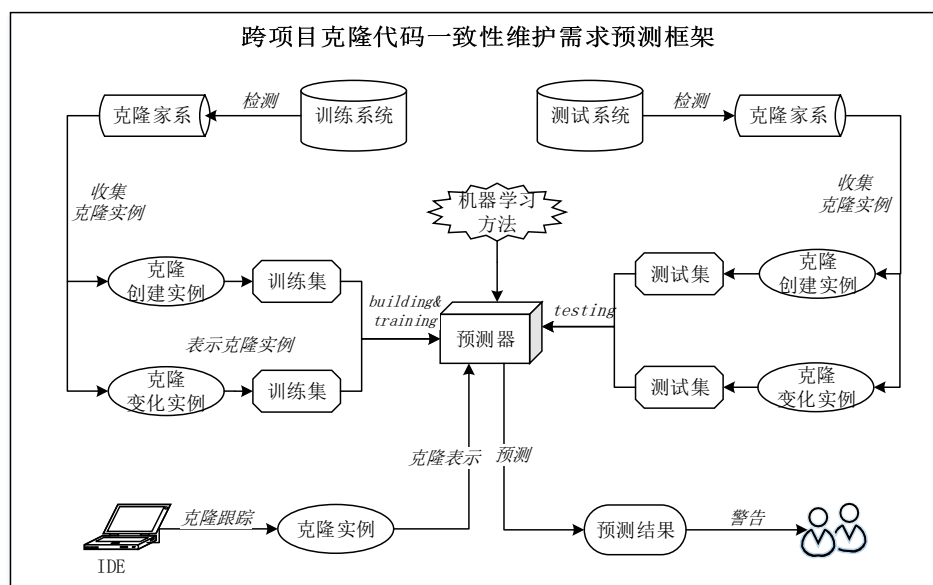 跨项目克隆代码一致性维护需求预测框架
克隆家系
检测
训练系统
测试系统
检测
克隆家系
收集
克隆实例
机器学习
方法
收集
克隆实例
克隆
创建实例
训练集
building&
training
预测器
testing
测试集
克隆
创建实例
表示克隆实例
克隆
变化实例
训练集
测试集
克隆
变化实例
克隆表示
预测
IDE
克隆跟踪
克隆实例
预测结果
警告